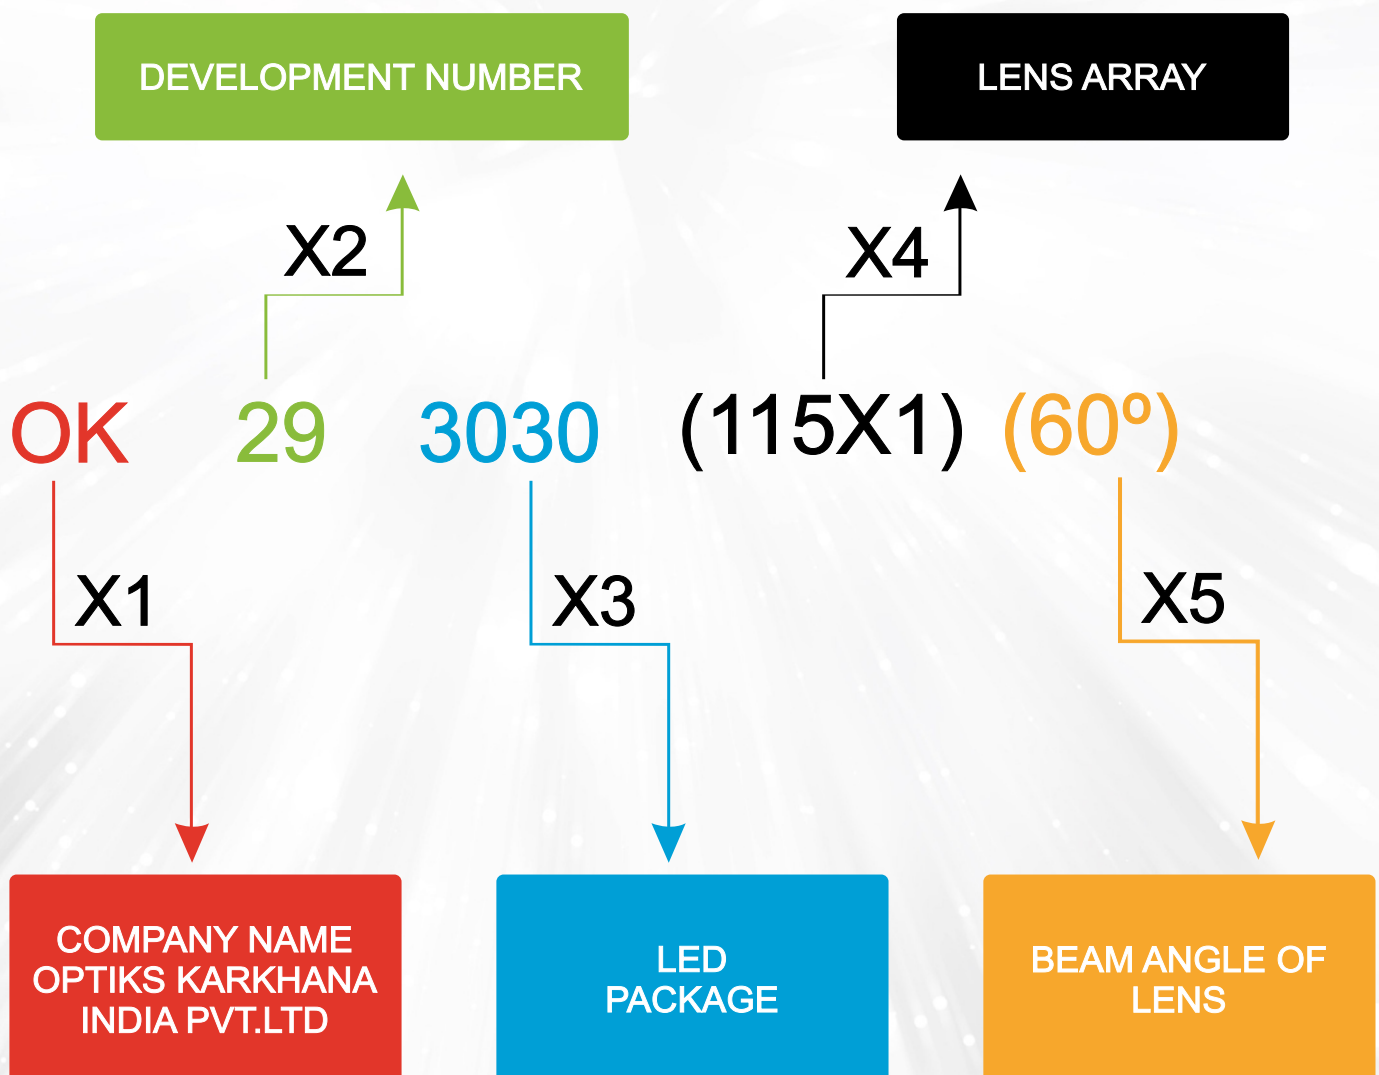 DEVELOPMENT NUMBER
LENS ARRAY
X2
X4
OK 29 3030 (115X1) (60º)
X1
X3
X5
COMPANY NAME
OPTIKS KARKHANA
INDIA PVT.LTD
LED
PACKAGE
BEAM ANGLE OF
LENS